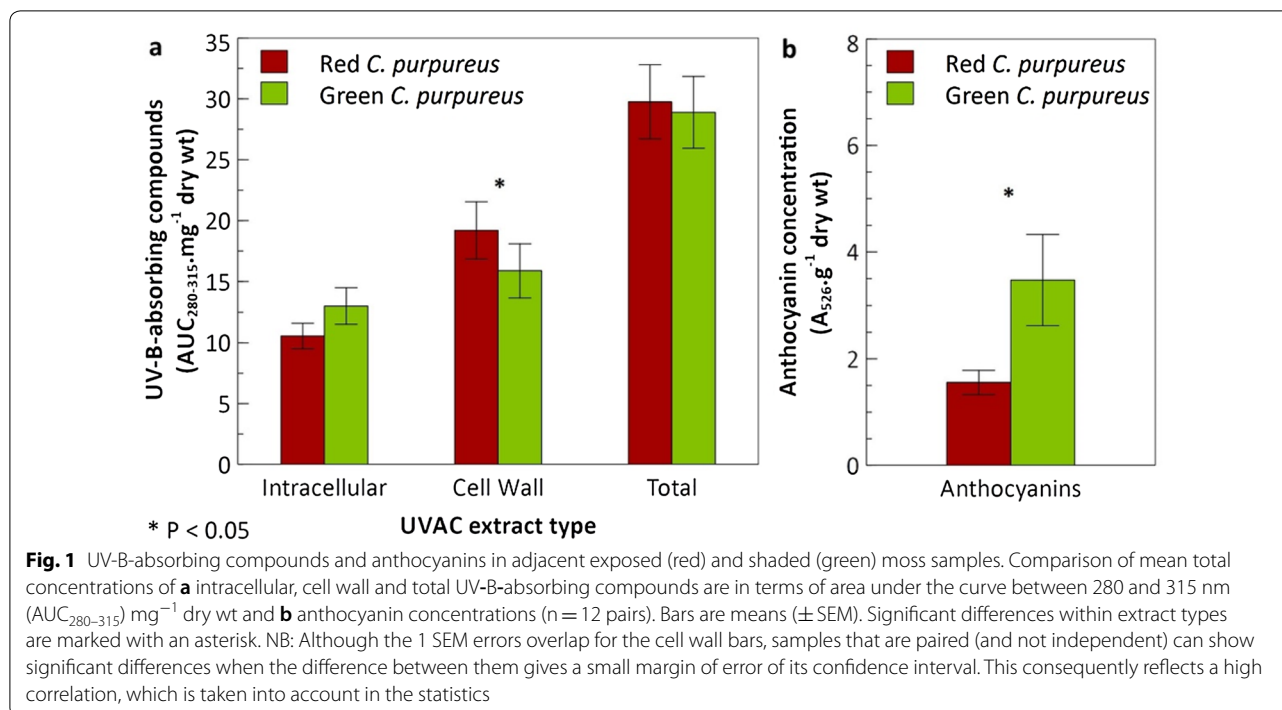 a
Red C. purpureus
Green C. purpureus
UV-B-absorbing compounds
(AUC280-315.mg-1 dry wt)
35
30
25
20
15
10
5
0
*
Intracellular
Cell Wall
Total
* P < 0.05
UVAC extract type
b
Red C. purpureus
Green C. purpureus
Anthocyanin concentration
(A526.g-1 dry wt)
8
6
4
2
0
*
Anthocyanins
Fig. 1 UV-B-absorbing compounds and anthocyanins in adjacent exposed (red) and shaded (green) moss samples. Comparison of mean total
concentrations of a intracellular, cell wall and total UV-B-absorbing compounds are in terms of area under the curve between 280 and 315 nm
(AUC280–315) mg−1 dry wt and b anthocyanin concentrations (n = 12 pairs). Bars are means (± SEM). Significant differences within extract types
are marked with an asterisk. NB: Although the 1 SEM errors overlap for the cell wall bars, samples that are paired (and not independent) can show
significant differences when the difference between them gives a small margin of error of its confidence interval. This consequently reflects a high
correlation, which is taken into account in the statistics